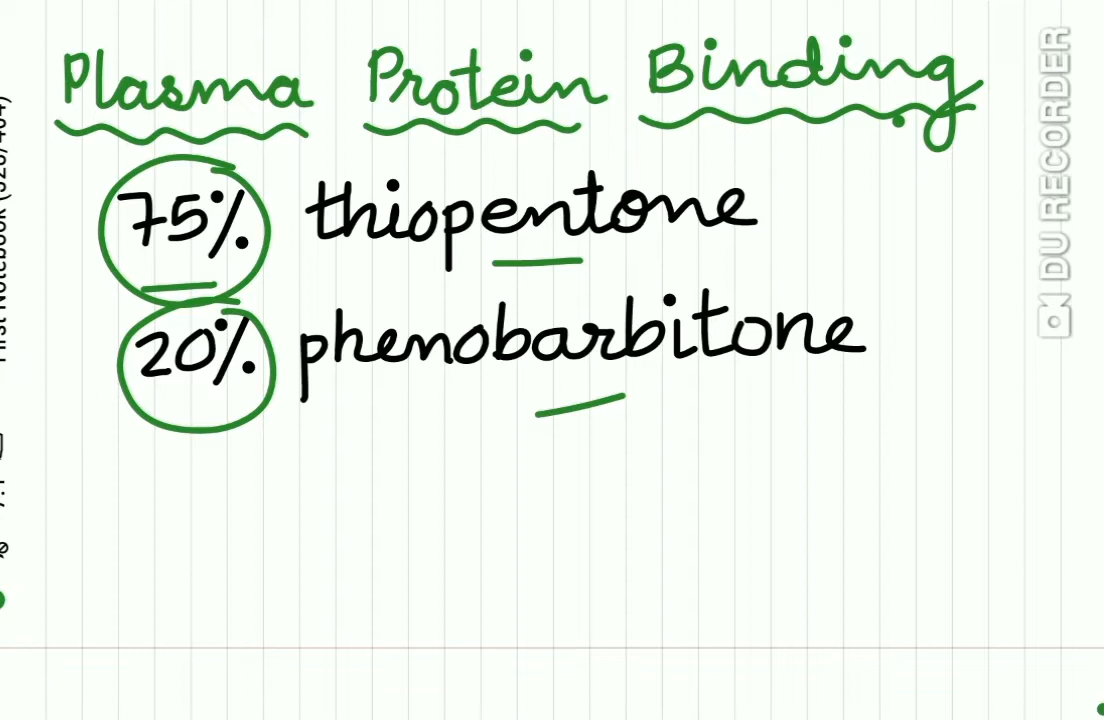 Plasma Protein Binding
75% thiopentone
20% phenobarbitone
DU RECORDER